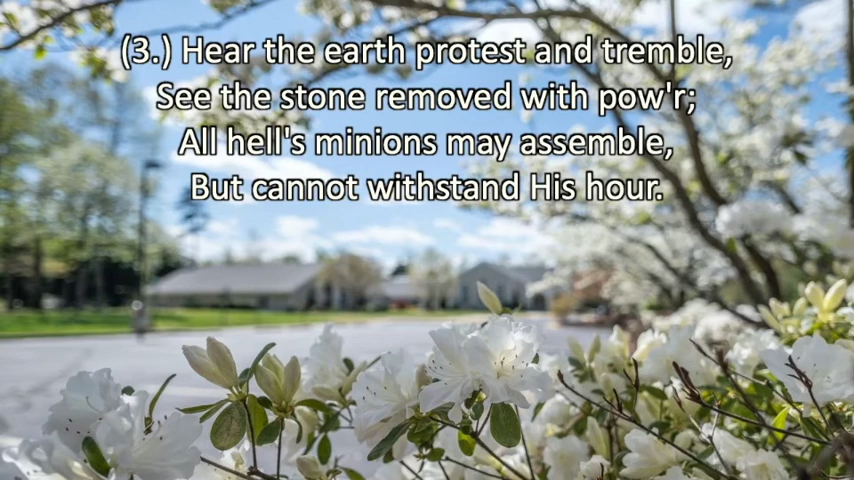 (3.) Hear the earth protest and tremble,
See the stone removed with pow'r;
All hell's minions may assemble,
But cannot withstand His hour.